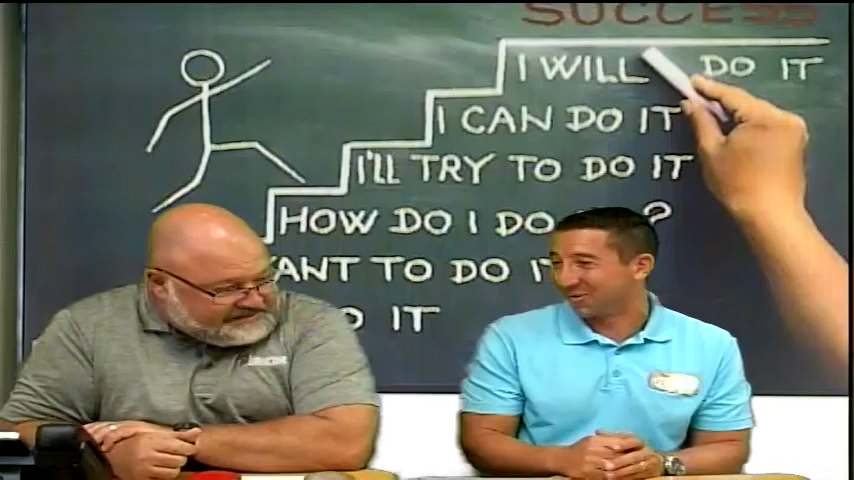 SUCCESS
I WILL DO IT
I CAN DO IT
I'LL TRY TO DO IT
HOW DO I DO ?
WANT TO DO IT
DO IT